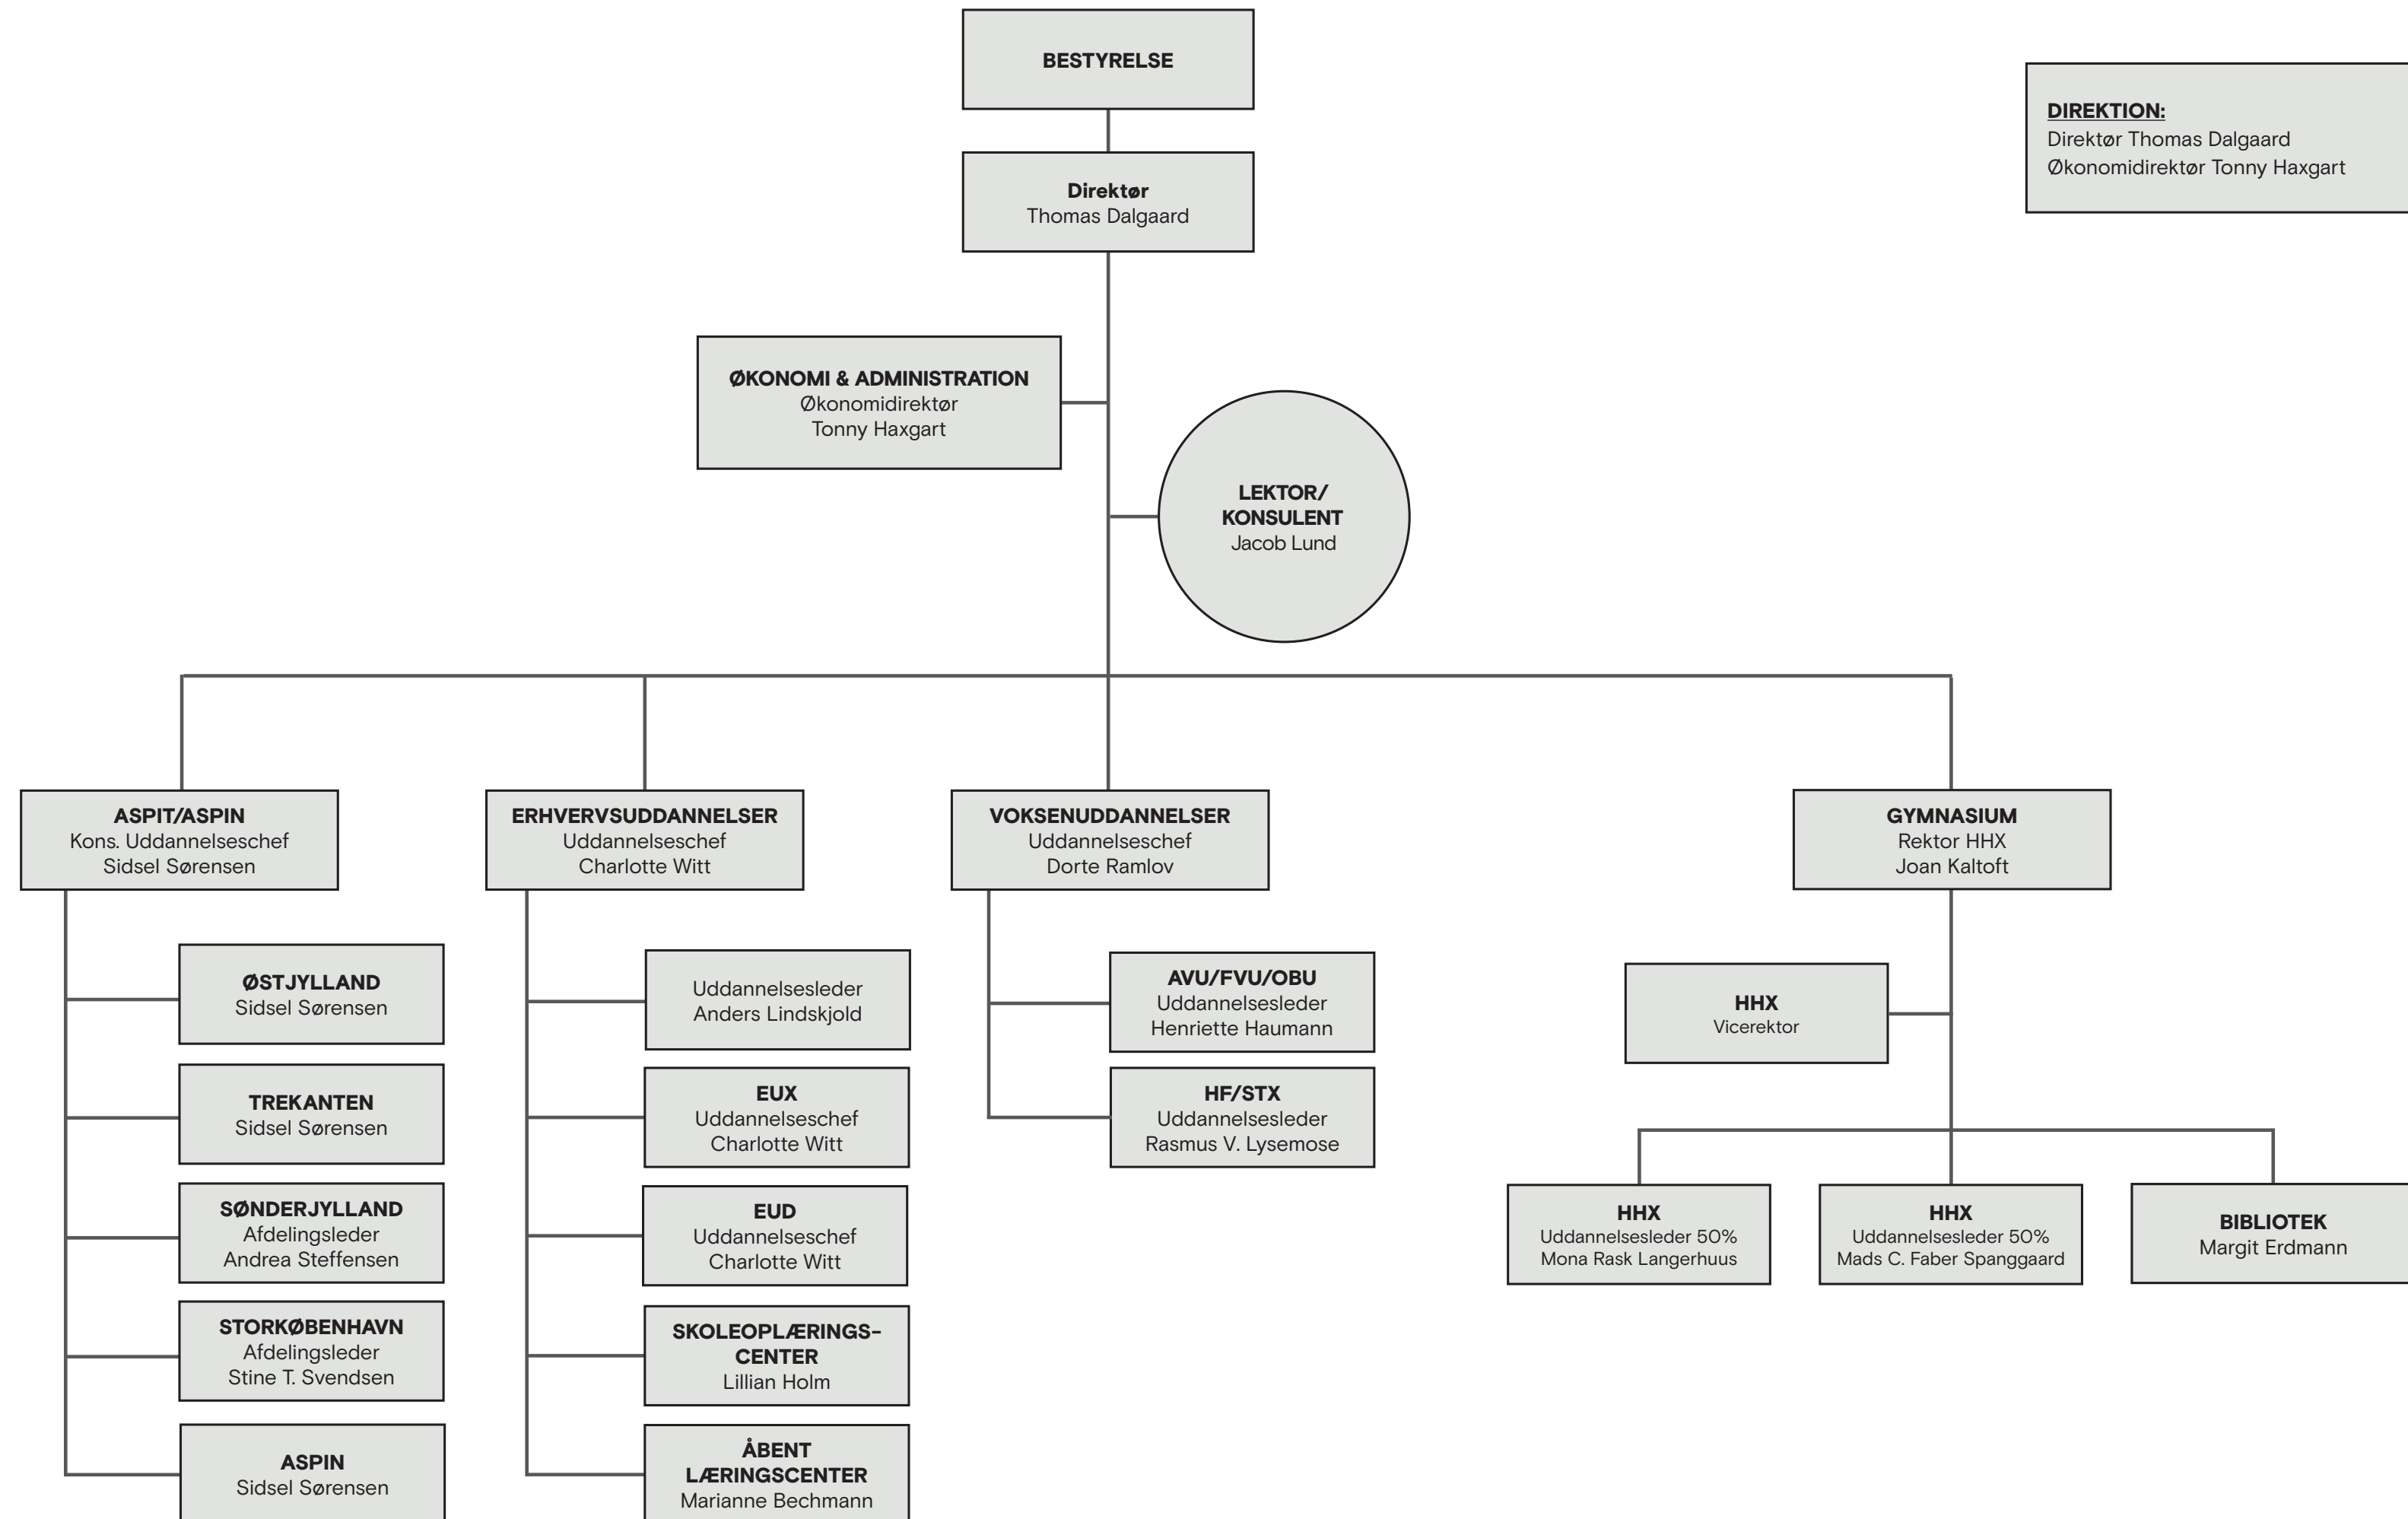 BESTYRELSE
DIREKTION:
Direktør Thomas Dalgaard
Økonomidirektør Tonny Haxgart
Direktør
Thomas Dalgaard
ØKONOMI & ADMINISTRATION
Økonomidirektør
Tonny Haxgart
LEKTOR/
KONSULENT
Jacob Lund
ASPIT/ASPIN
Kons. Uddannelseschef
Sidsel Sørensen
ØSTJYLLAND
Sidsel Sørensen
TREKANTEN
Sidsel Sørensen
SØNDERJYLLAND
Afdelingsleder
Andrea Steffensen
STORKØBENHAVN
Afdelingsleder
Stine T. Svendsen
ASPIN
Sidsel Sørensen
ERHVERVSUDDANNELSER
Uddannelseschef
Charlotte Witt
Uddannelsesleder
Anders Lindskjold
EUX
Uddannelseschef
Charlotte Witt
EUD
Uddannelseschef
Charlotte Witt
SKOLEOPLÆRINGS-
CENTER
Lillian Holm
ÅBENT
LÆRINGSCENTER
Marianne Bechmann
VOKSENUDDANNELSER
Uddannelseschef
Dorte Ramlov
AVU/FVU/OBU
Uddannelsesleder
Henriette Haumann
HF/STX
Uddannelsesleder
Rasmus V. Lysemose
GYMNASIUM
Rektor HHX
Joan Kaltoft
HHX
Vicerektor
HHX
Uddannelsesleder 50%
Mona Rask Langerhuus
HHX
Uddannelsesleder 50%
Mads C. Faber Spanggaard
BIBLIOTEK
Margit Erdmann